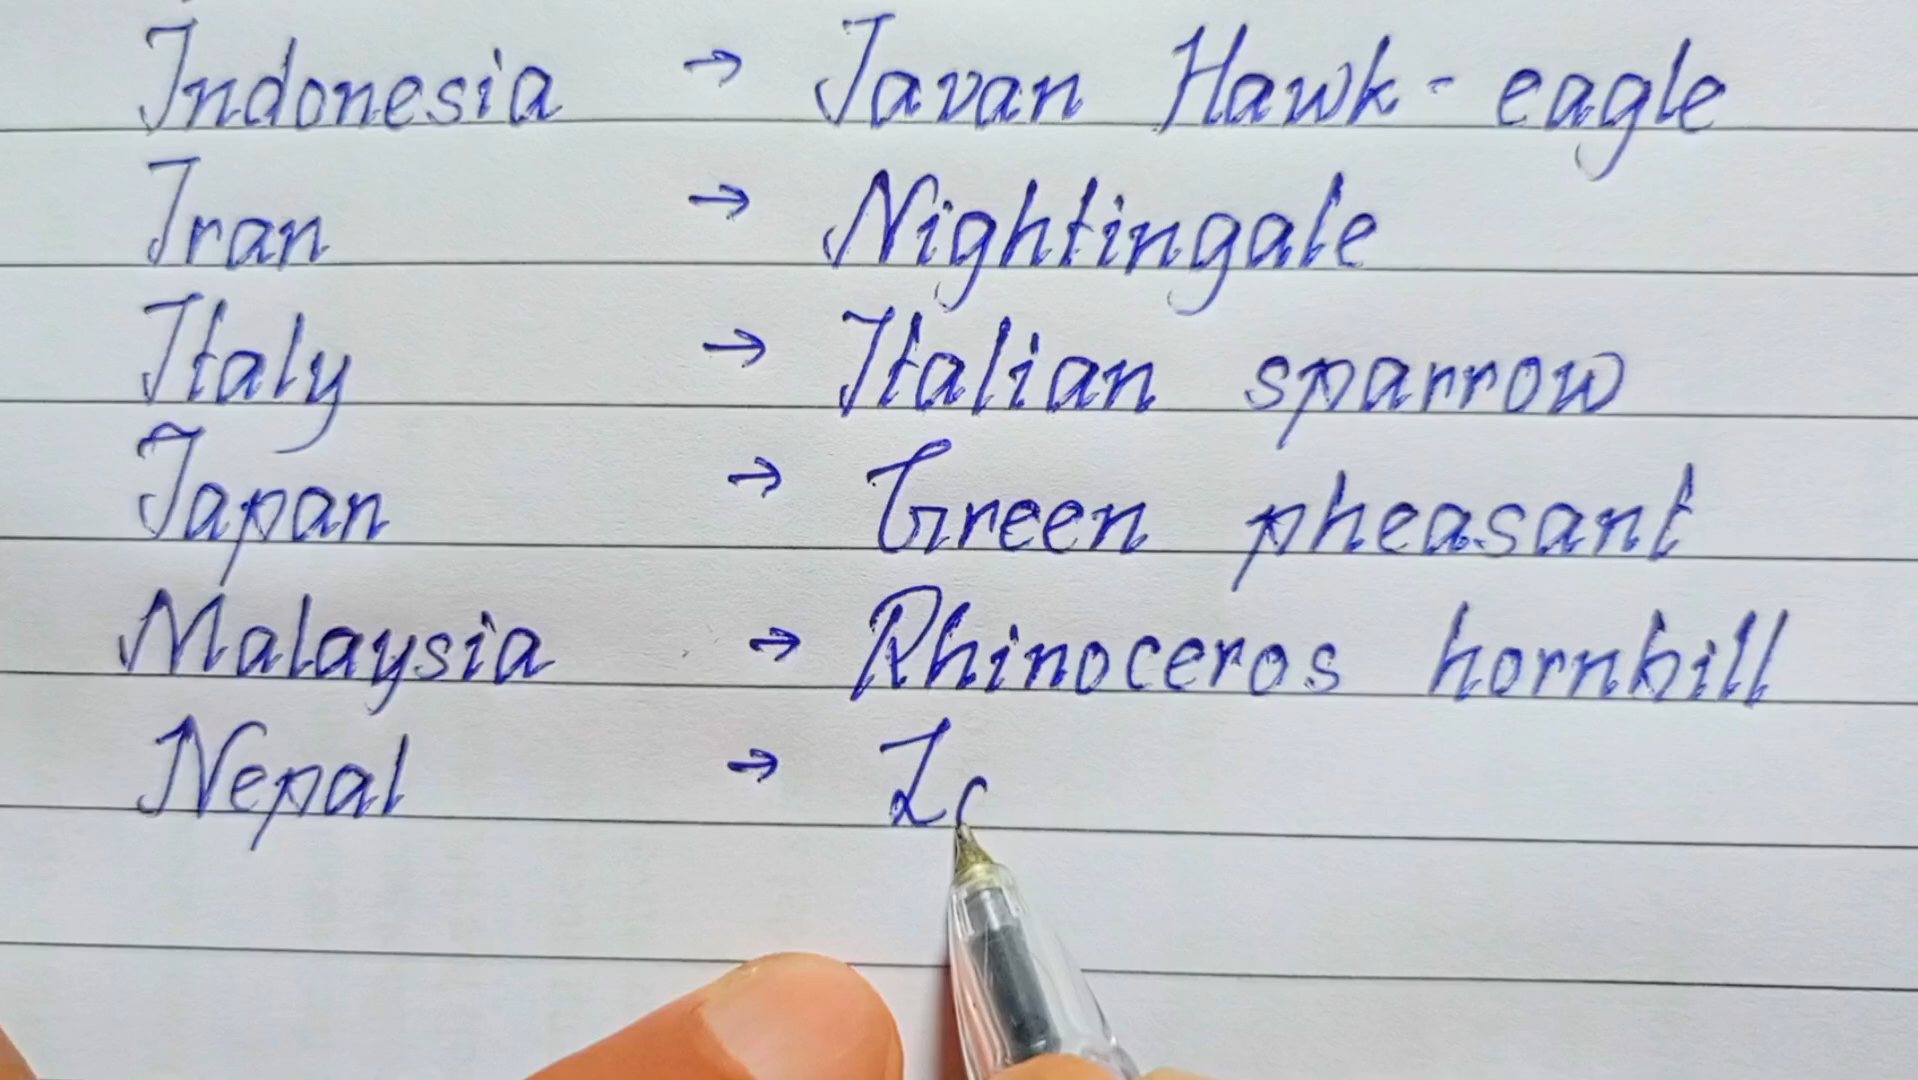 Indonesia → Javan Hawk-eagle
Iran → Nightingale
Italy → Italian sparrow
Japan → Green pheasant
Malaysia → Rhinoceros hornbill
Nepal →